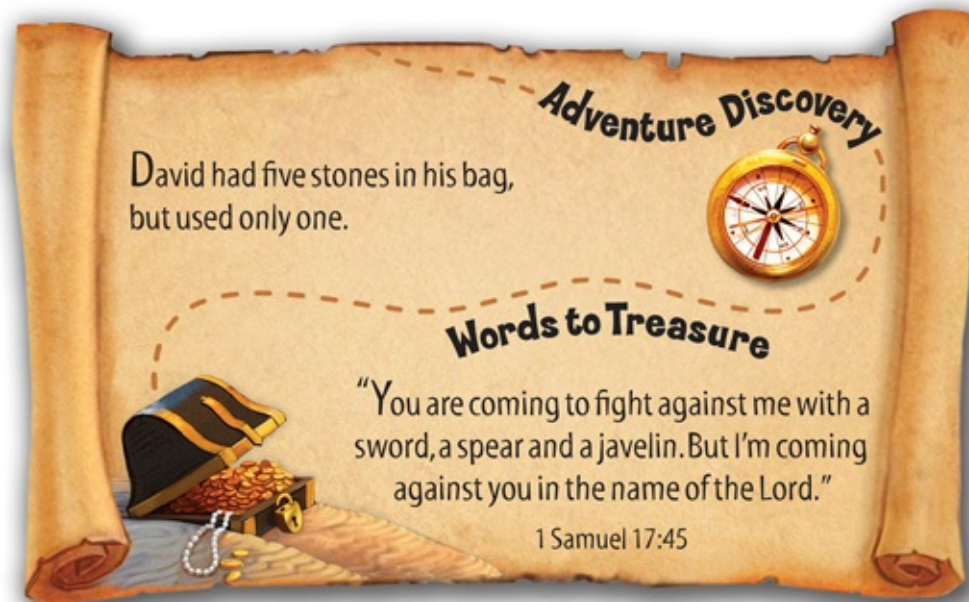 Adventure Discovery
David had five stones in his bag,
but used only one.
Words to Treasure
“You are coming to fight against me with a
sword, a spear and a javelin. But I’m coming
against you in the name of the Lord.”
1 Samuel 17:45